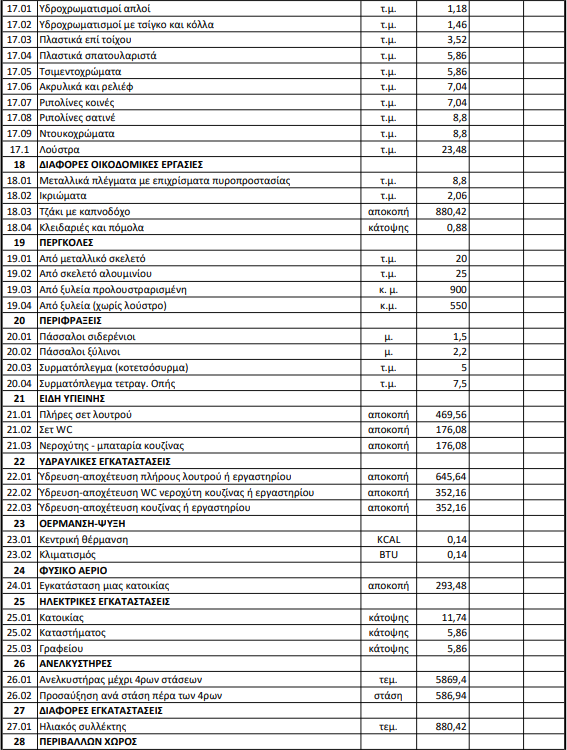 17.01 Υδροχρωματισμοί απλοί τ.μ. 1,18
17.02 Υδροχρωματισμοί με τσίγκο και κόλλα τ.μ. 1,46
17.03 Πλαστικά επί τοίχου τ.μ. 3,52
17.04 Πλαστικά σπατουλαριστά τ.μ. 5,86
17.05 Τσιμεντοχρώματα τ.μ. 5,86
17.06 Ακρυλικά και ρελιέφ τ.μ. 7,04
17.07 Ριπολίνες κοινές τ.μ. 7,04
17.08 Ριπολίνες σατινέ τ.μ. 8,8
17.09 Ντουκοχρώματα τ.μ. 8,8
17.1 Λούστρα τ.μ. 23,48
18 ΔΙΑΦΟΡΕΣ ΟΙΚΟΔΟΜΙΚΕΣ ΕΡΓΑΣΙΕΣ
18.01 Μεταλλικά πλέγματα με επιχρίσματα πυροπροστασίας τ.μ. 8,8
18.02 Ικριώματα τ.μ. 2,06
18.03 Τζάκι με καπνοδόχο αποκοπή 880,42
18.04 Κλειδαριές και πόμολα κάτοψης 0,88
19 ΠΕΡΓΚΟΛΕΣ
19.01 Από μεταλλικό σκελετό τ.μ. 20
19.02 Από σκελετό αλουμινίου τ.μ. 25
19.03 Από ξυλεία προλουστραρισμένη κ. μ. 900
19.04 Από ξυλεία (χωρίς λούστρο) κ.μ. 550
20 ΠΕΡΙΦΡΑΞΕΙΣ
20.01 Πάσσαλοι σιδερένιοι μ. 1,5
20.02 Πάσσαλοι ξύλινοι μ. 2,2
20.03 Συρματόπλεγμα (κοτετσόσυρμα) τ.μ. 5
20.04 Συρματόπλεγμα τετραγ. Οπής τ.μ. 7,5
21 ΕΙΔΗ ΥΓΙΕΙΝΗΣ
21.01 Πλήρες σετ λουτρού αποκοπή 469,56
21.02 Σετ WC αποκοπή 176,08
21.03 Νεροχύτης - μπαταρία κουζίνας αποκοπή 176,08
22 ΥΔΡΑΥΛΙΚΕΣ ΕΓΚΑΤΑΣΤΑΣΕΙΣ
22.01 Ύδρευση-αποχέτευση πλήρους λουτρού ή εργαστηρίου αποκοπή 645,64
22.02 Ύδρευση-αποχέτευση WC νεροχύτη κουζίνας ή εργαστηρίου αποκοπή 352,16
22.03 Ύδρευση-αποχέτευση κουζίνας ή εργαστηρίου αποκοπή 352,16
23 ΟΕΡΜΑΝΣΗ-ΨΥΞΗ
23.01 Κεντρική θέρμανση KCAL 0,14
23.02 Κλιματισμός BTU 0,14
24 ΦΥΣΙΚΟ ΑΕΡΙΟ
24.01 Εγκατάσταση μιας κατοικίας αποκοπή 293,48
25 ΗΛΕΚΤΡΙΚΕΣ ΕΓΚΑΤΑΣΤΑΣΕΙΣ
25.01 Κατοικίας κάτοψης 11,74
25.02 Καταστήματος κάτοψης 5,86
25.03 Γραφείου κάτοψης 5,86
26 ΑΝΕΛΚΥΣΤΗΡΕΣ
26.01 Ανελκυστήρας μέχρι 4ρων στάσεων τεμ. 5869,4
26.02 Προσαύξηση ανά στάση πέρα των 4ρων στάση 586,94
27 ΔΙΑΦΟΡΕΣ ΕΓΚΑΤΑΣΤΑΣΕΙΣ
27.01 Ηλιακός συλλέκτης τεμ. 880,42
28 ΠΕΡΙΒΑΛΛΩΝ ΧΩΡΟΣ